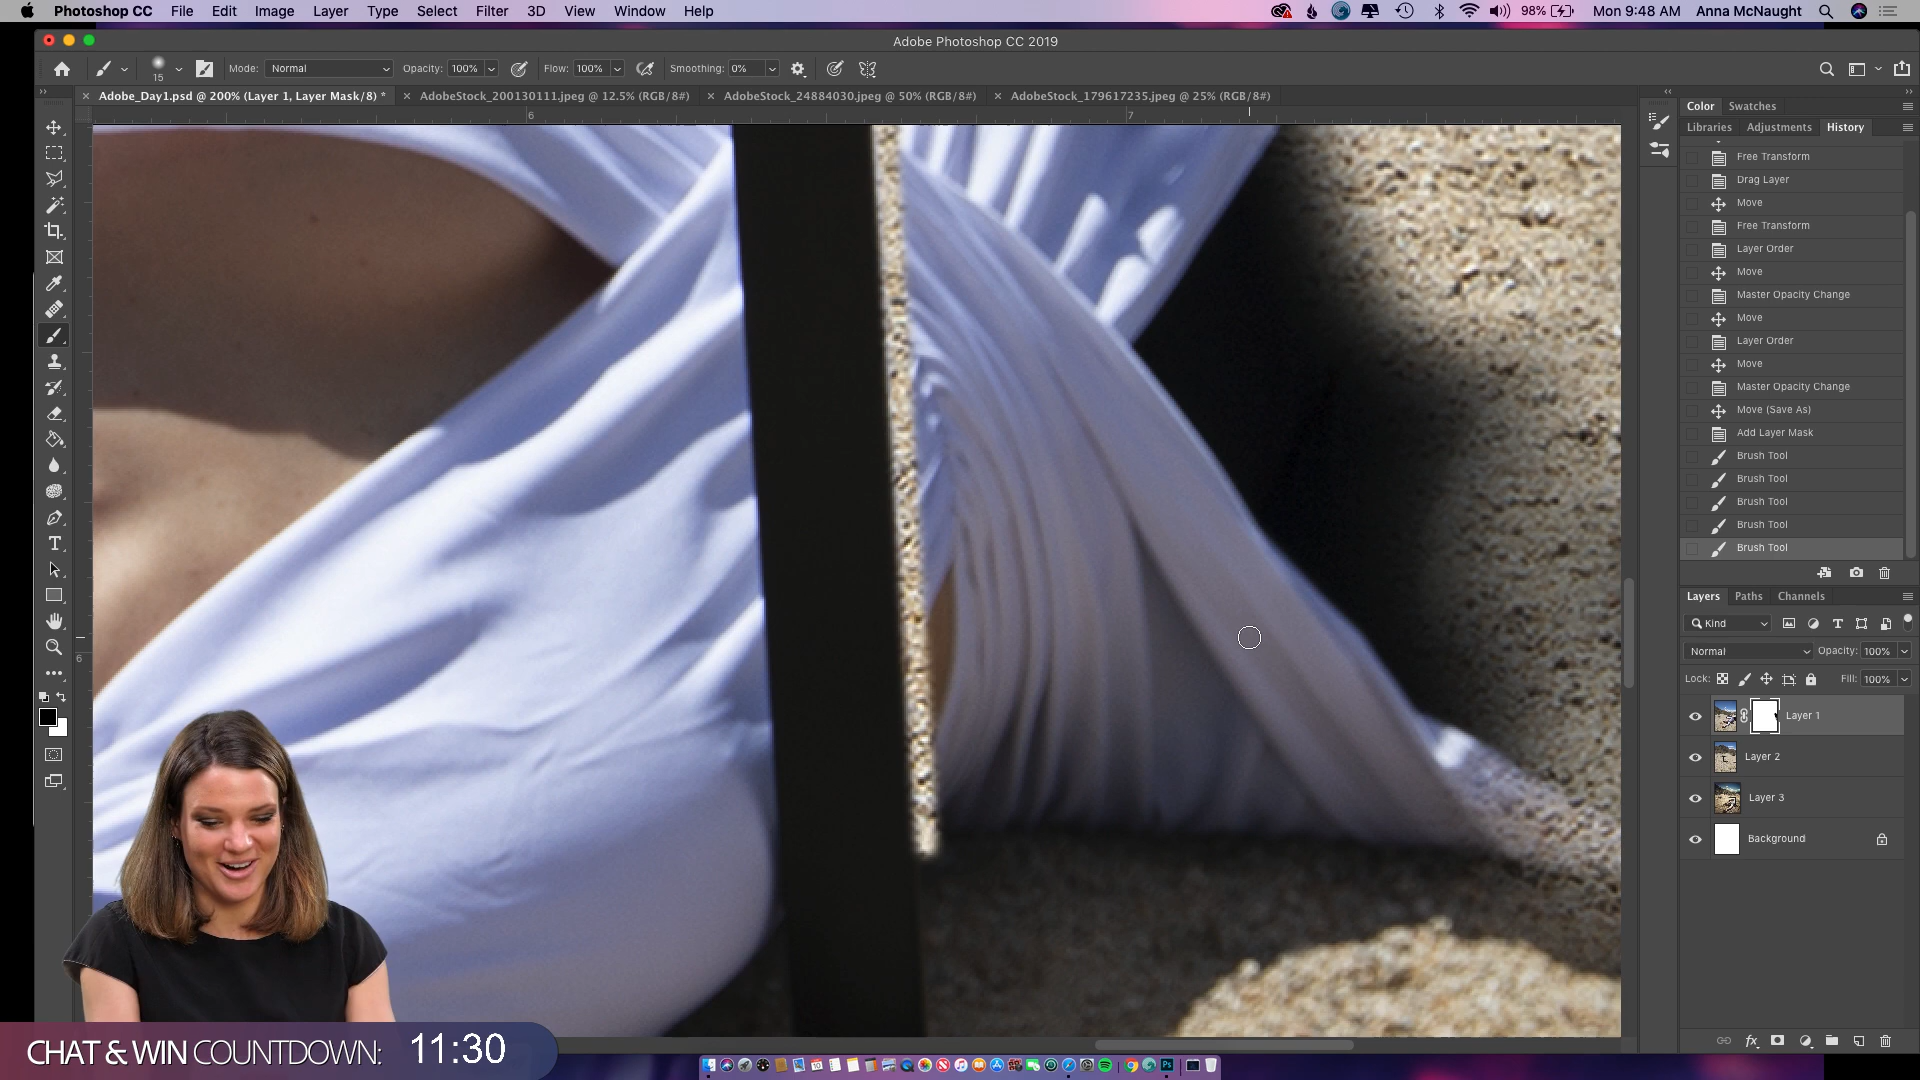 Photoshop CC File Edit Image Layer Type Select Filter 3D View Window Help 98% Mon 9:48 AM Anna McNaught
Adobe Photoshop CC 2019
15 Mode: Normal Opacity: 100% Flow: 100% Smoothing: 0%
Adobe_Day1.psd @ 200% (Layer 1, Layer Mask/8) * AdobeStock_200130111.jpeg @ 12.5% (RGB/8#) AdobeStock_24884030.jpeg @ 50% (RGB/8#) AdobeStock_179617235.jpeg @ 25% (RGB/8#)
6 7
6
Color Swatches
Libraries Adjustments History
Free Transform
Drag Layer
Move
Free Transform
Layer Order
Move
Master Opacity Change
Move
Layer Order
Move
Master Opacity Change
Move (Save As)
Add Layer Mask
Brush Tool
Brush Tool
Brush Tool
Brush Tool
Brush Tool
Layers Paths Channels
Kind
Normal Opacity: 100%
Lock: Fill: 100%
Layer 1
Layer 2
Layer 3
Background
CHAT & WIN COUNTDOWN: 11:30